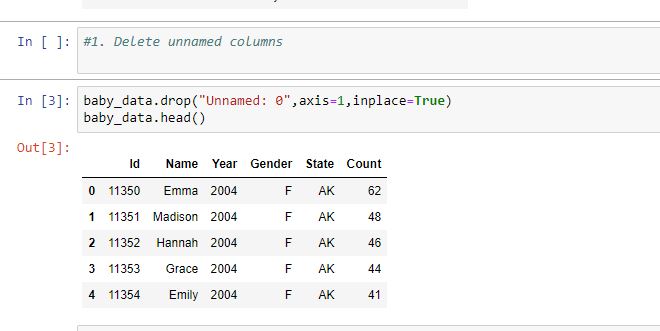 In [ ]: #1. Delete unnamed columns
In [3]: baby_data.drop("Unnamed: 0",axis=1,inplace=True)
baby_data.head()
Out[3]:
Id Name Year Gender State Count
0 11350 Emma 2004 F AK 62
1 11351 Madison 2004 F AK 48
2 11352 Hannah 2004 F AK 46
3 11353 Grace 2004 F AK 44
4 11354 Emily 2004 F AK 41